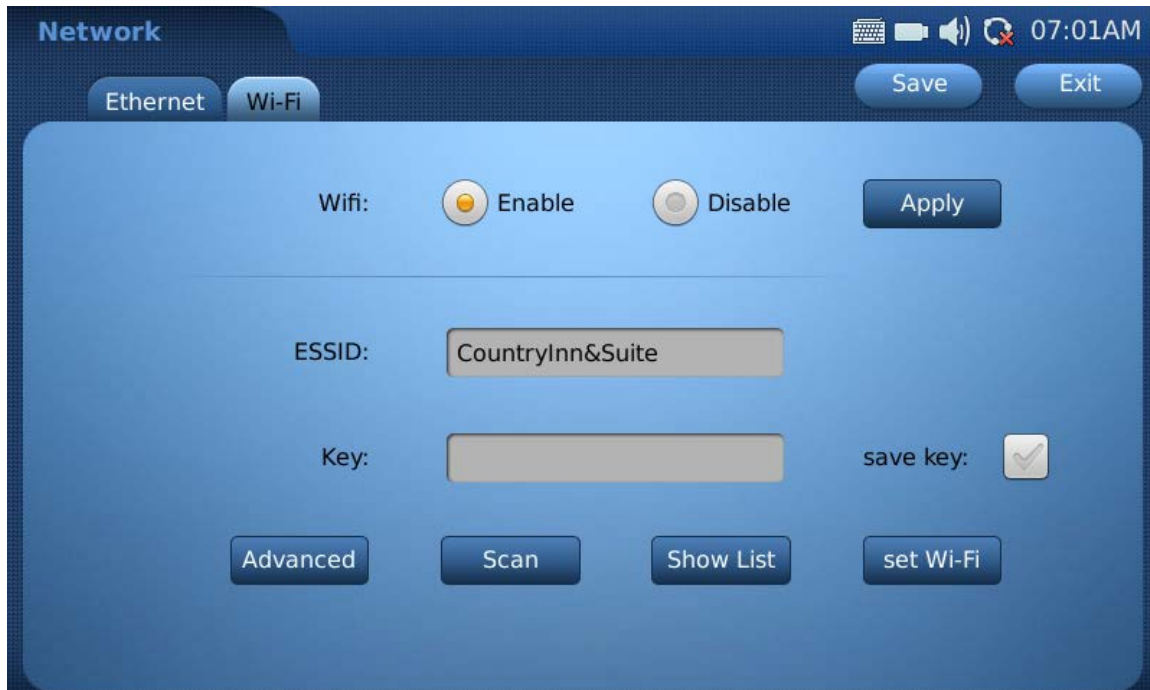 Network 07:01AM
Ethernet Wi-Fi Save Exit
Wifi: Enable Disable Apply
ESSID: CountryInn&Suite
Key: save key:
Advanced Scan Show List set Wi-Fi